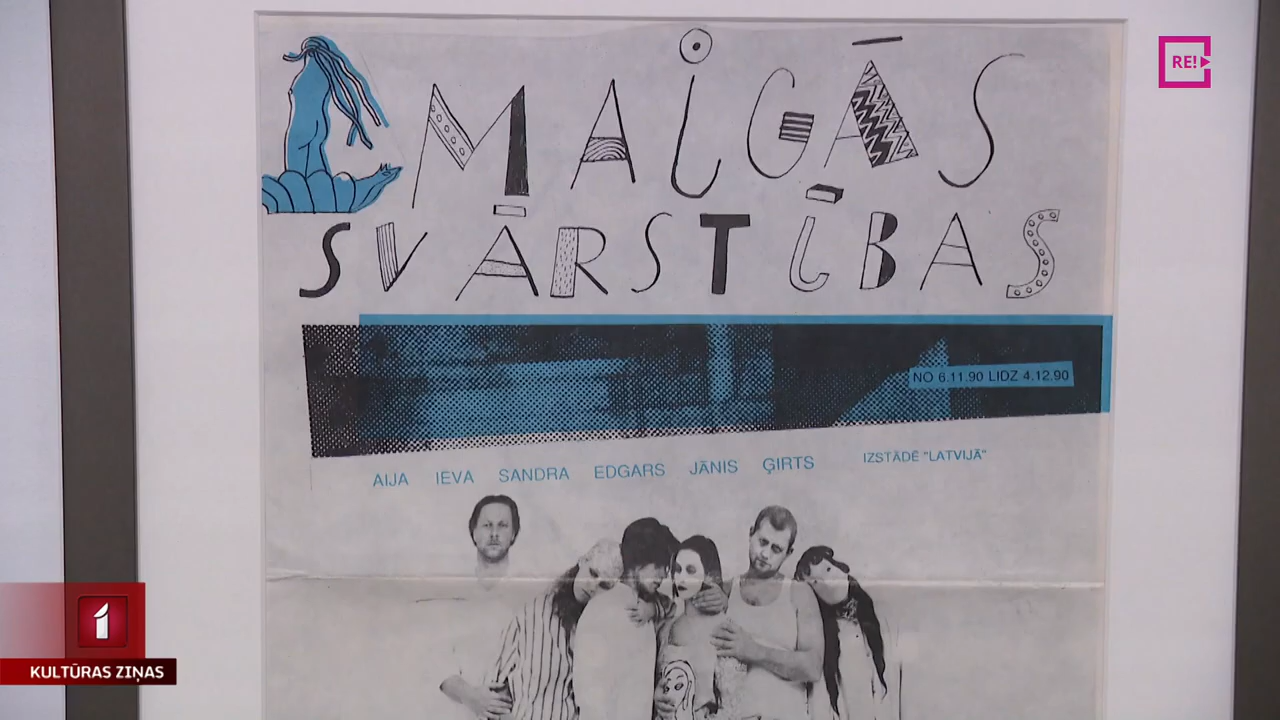 RE!
MAIGĀS
SVĀRSTĪBAS
NO 6.11.90 LIDZ 4.12.90
AIJA IEVA SANDRA EDGARS JĀNIS ĢIRTS IZSTĀDĒ "LATVIJĀ"
1
KULTŪRAS ZIŅAS